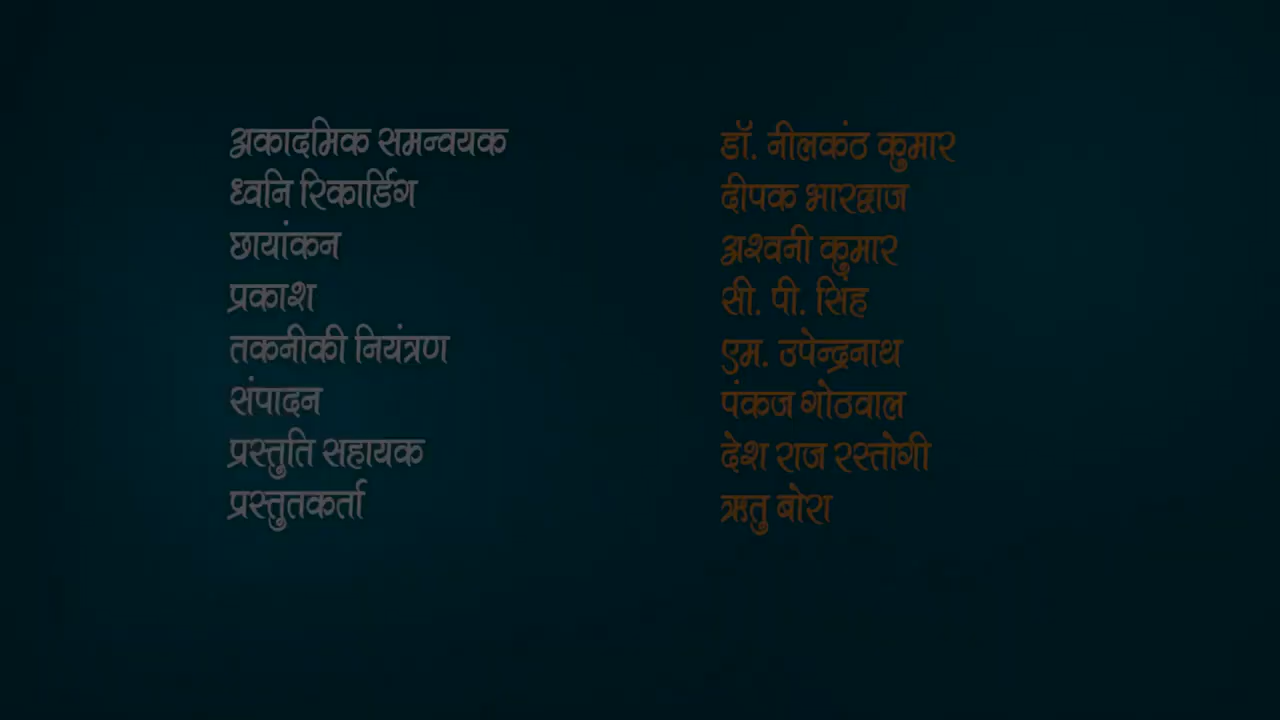 अकादमिक समन्वयक डॉ. नीलकंठ कुमार
ध्वनि रिकार्डिंग दीपक भारद्वाज
छायांकन अश्वनी कुमार
प्रकाश सी. पी. सिंह
तकनीकी नियंत्रण एम. उपेन्द्रनाथ
संपादन पंकज गोठवाल
प्रस्तुति सहायक देश राज रस्तोगी
प्रस्तुतकर्ता ऋतु बोरा